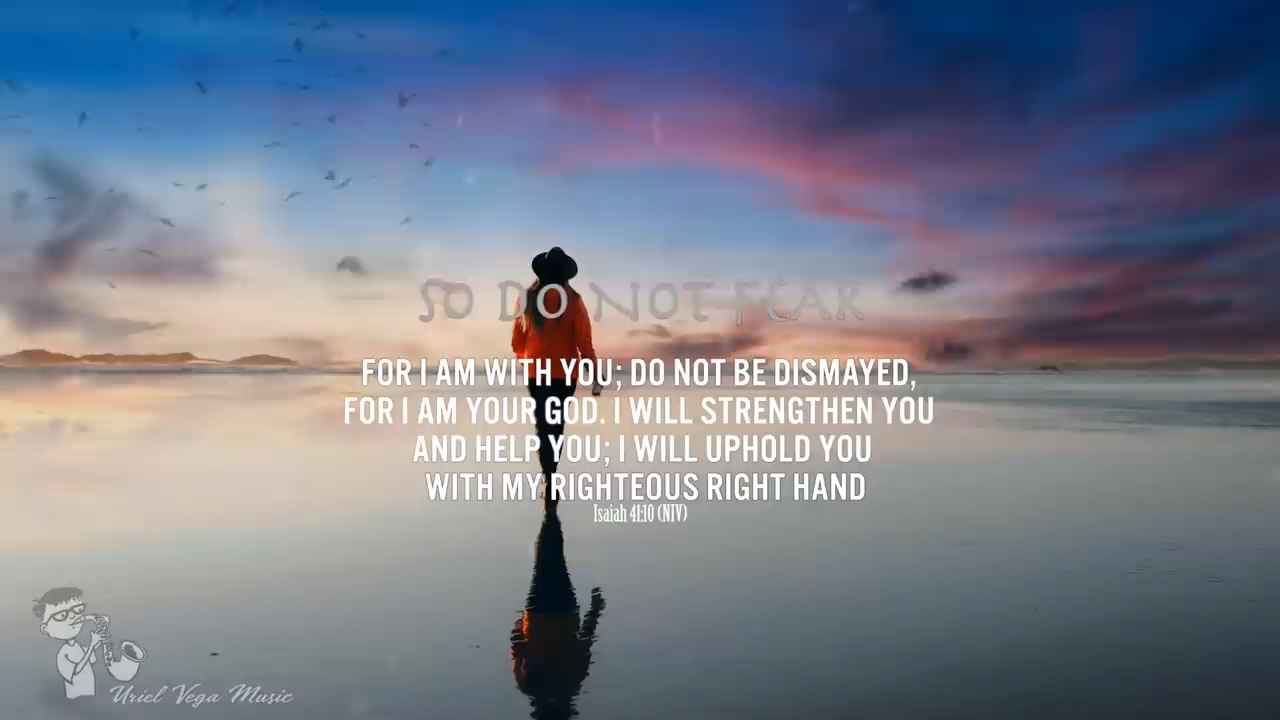 SO DO NOT FEAR
FOR I AM WITH YOU; DO NOT BE DISMAYED,
FOR I AM YOUR GOD. I WILL STRENGTHEN YOU
AND HELP YOU; I WILL UPHOLD YOU
WITH MY RIGHTEOUS RIGHT HAND
Isaiah 41:10 (NIV)
Uriel Vega Music